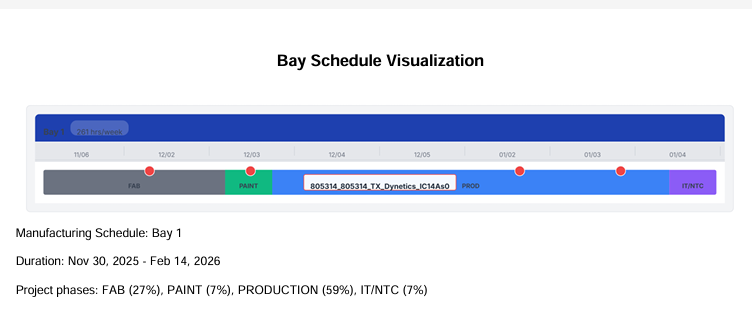 Bay Schedule Visualization
Bay 1 261 hrs/week
11/06 12/02 12/03 12/04 12/05 01/02 01/03 01/04
FAB PAINT 805314_805314_TX_Dynetics_IC14As0 PROD IT/NTC
Manufacturing Schedule: Bay 1
Duration: Nov 30, 2025 - Feb 14, 2026
Project phases: FAB (27%), PAINT (7%), PRODUCTION (59%), IT/NTC (7%)